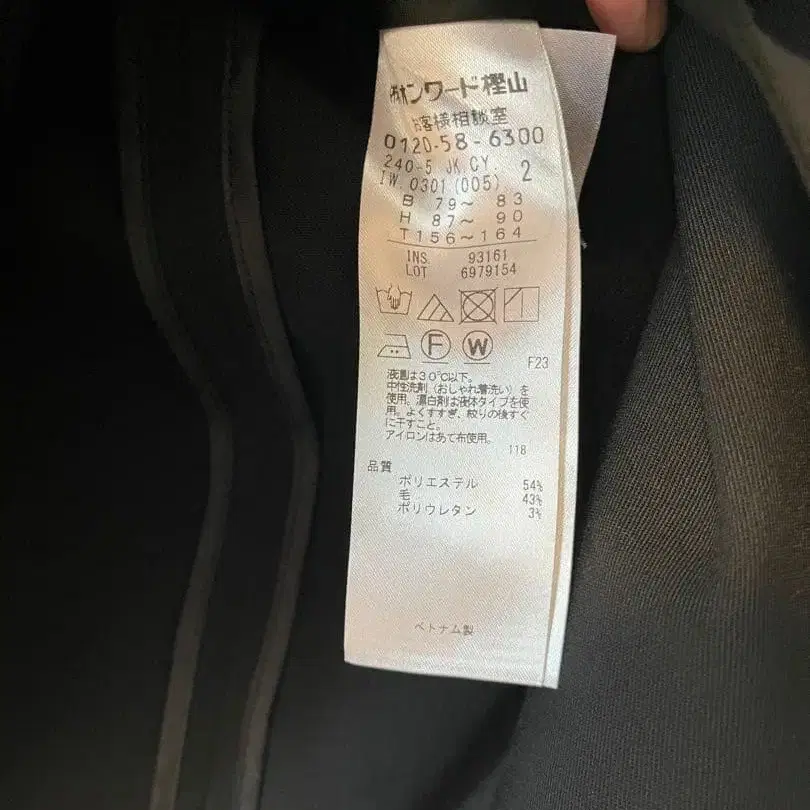 ㈱オンワード樫山
お客様相談室
0120-58-6300
240-5 JK.CY 2
IW.0301(005)
B 79〜 83
H 87〜 90
T156〜164
INS 93161
LOT 6979154
F W
F23
液温は30℃以下。
中性洗剤（おしゃれ着洗い）を
使用。漂白剤は液体タイプを使
用。よくすすぎ、絞りの後すぐ
に干すこと。
アイロンはあて布使用。
118
品質
ポリエステル 54%
毛 43%
ポリウレタン 3%
ベトナム製